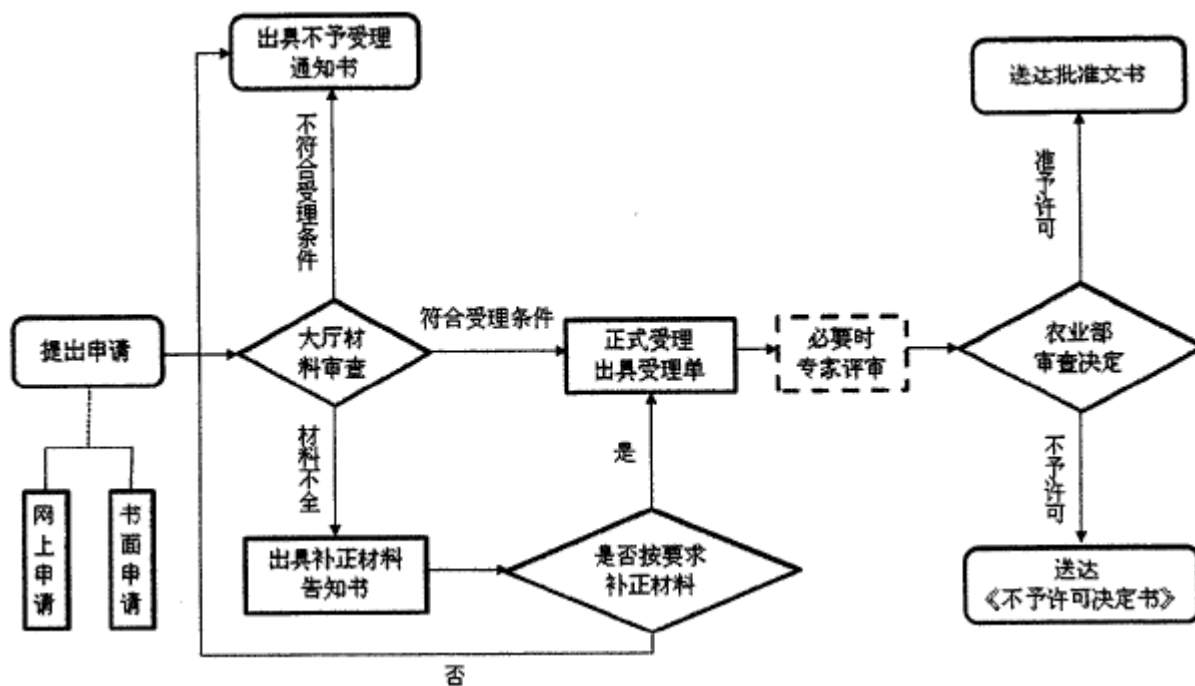 出具不予受理
通知书
送达批准文书
不符合受理条件
准予许可
提出申请
大厅材
料审查
符合受理条件
正式受理
出具受理单
必要时
专家评审
农业部
审查决定
材料不全
是
不予许可
网上申请
书面申请
出具补正材料
告知书
是否按要求
补正材料
送达
《不予许可决定书》
否